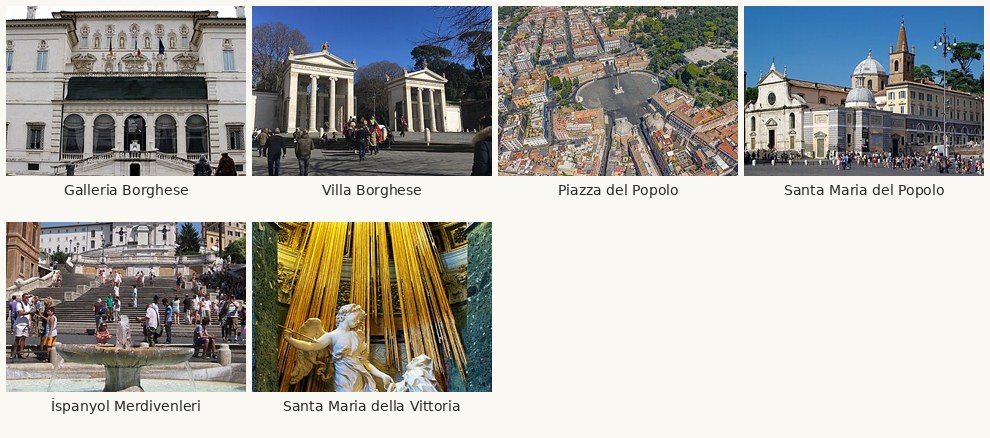 Galleria Borghese
Villa Borghese
Piazza del Popolo
Santa Maria del Popolo
İspanyol Merdivenleri
Santa Maria della Vittoria